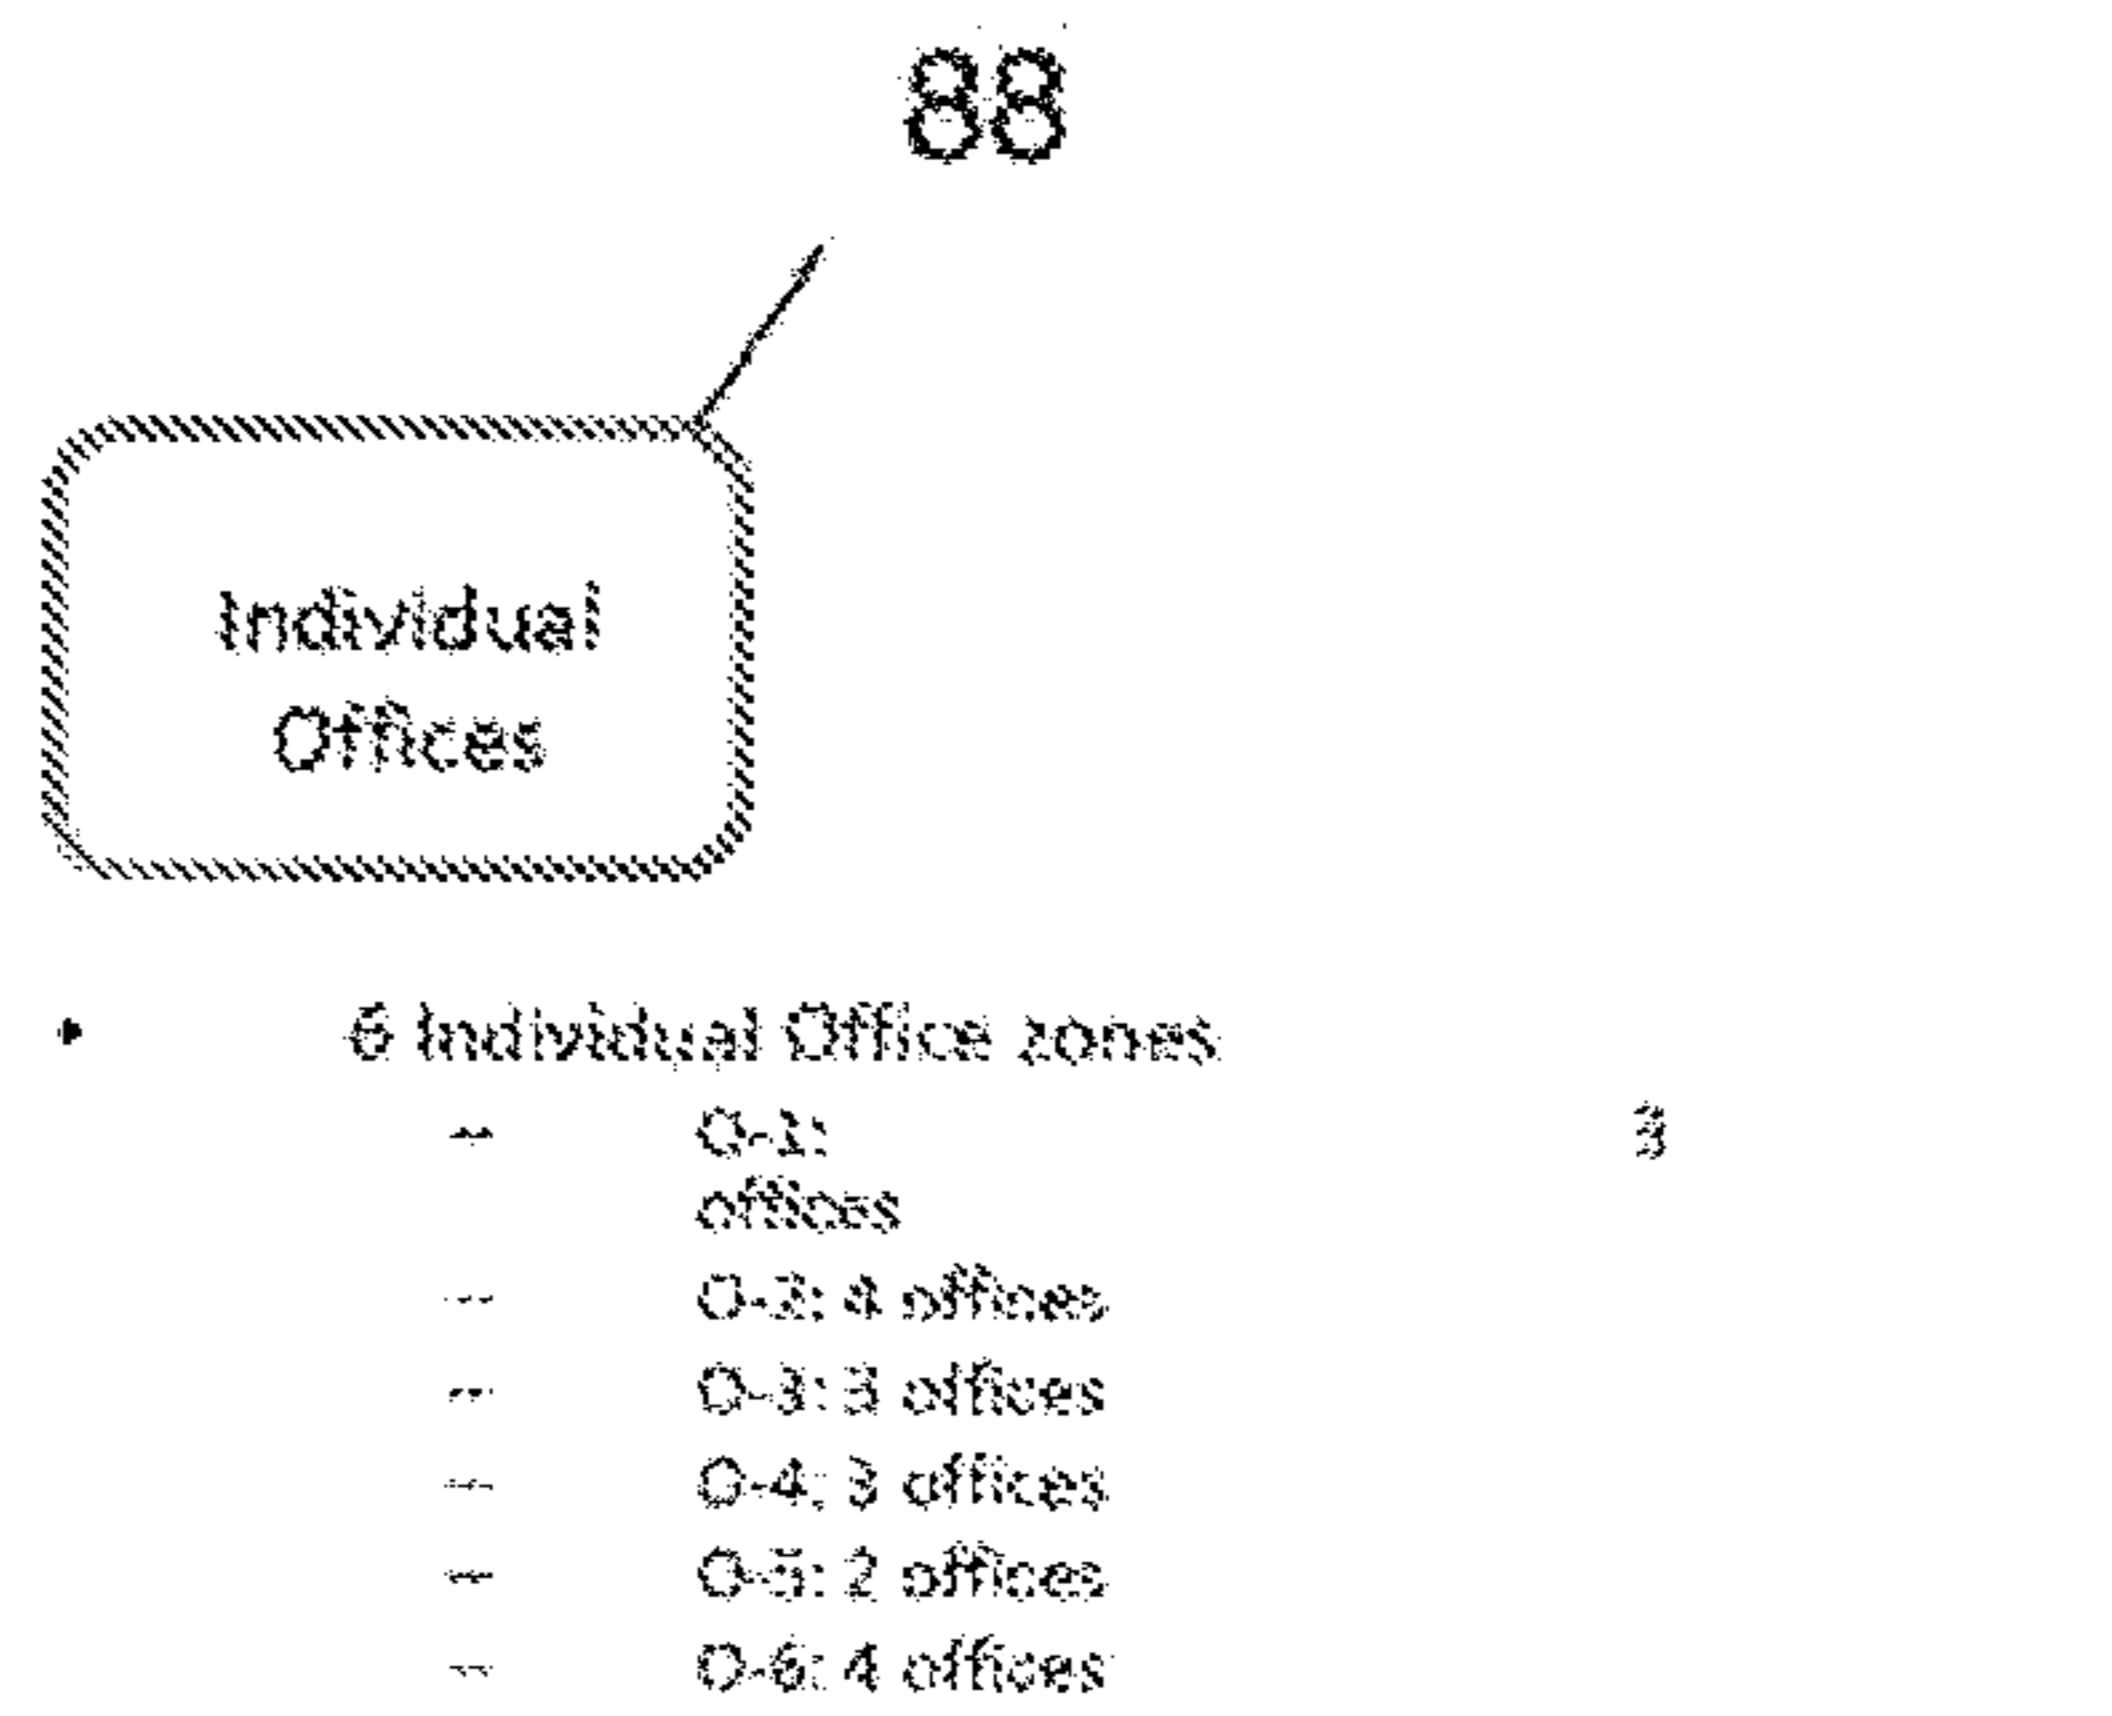 88
Individual
Offices
• 6 Individual Office zones
– O-1: 3
offices
– O-2: 4 offices
– O-3: 3 offices
– O-4: 3 offices
– O-5: 2 offices
– O-6: 4 offices